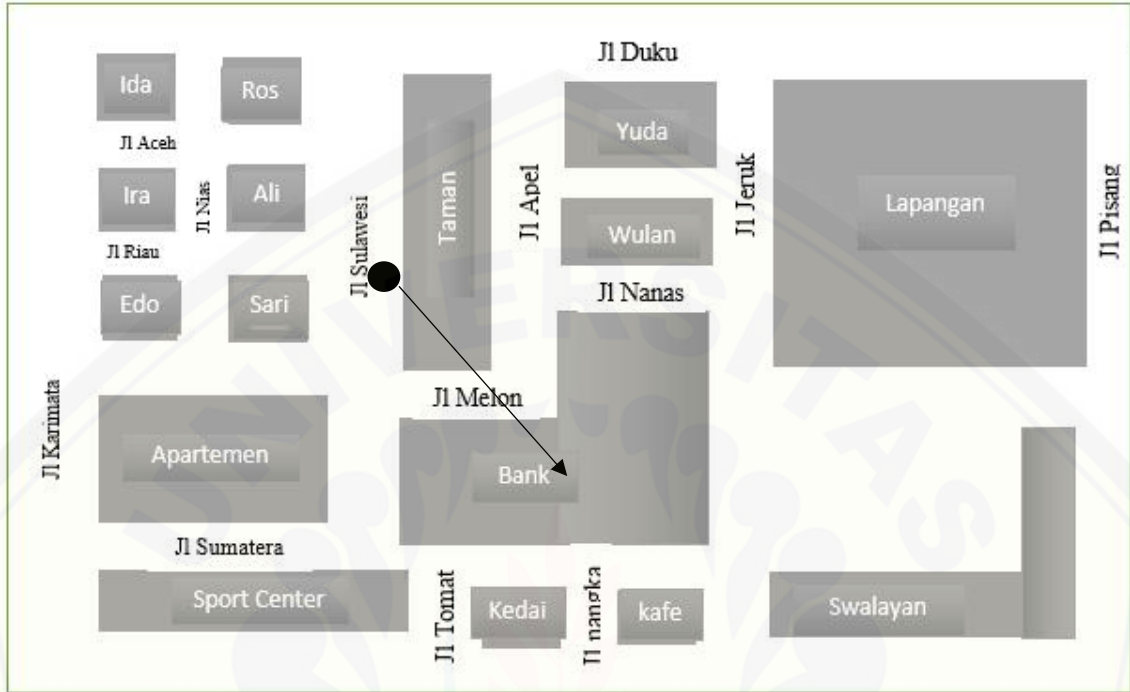 Jl Duku
Ida
Ros
Yuda
Jl Aceh
Taman
Jl Apel
Jl Jeruk
Lapangan
Jl Pisang
Ira
Jl Nias
Ali
Jl Sulawesi
Wulan
Jl Riau
Edo
Sari
Jl Nanas
Jl Melon
Jl Karimata
Apartemen
Bank
Jl Sumatera
Sport Center
Jl Tomat
Kedai
Jl nangka
kafe
Swalayan
UNIVERSITAS